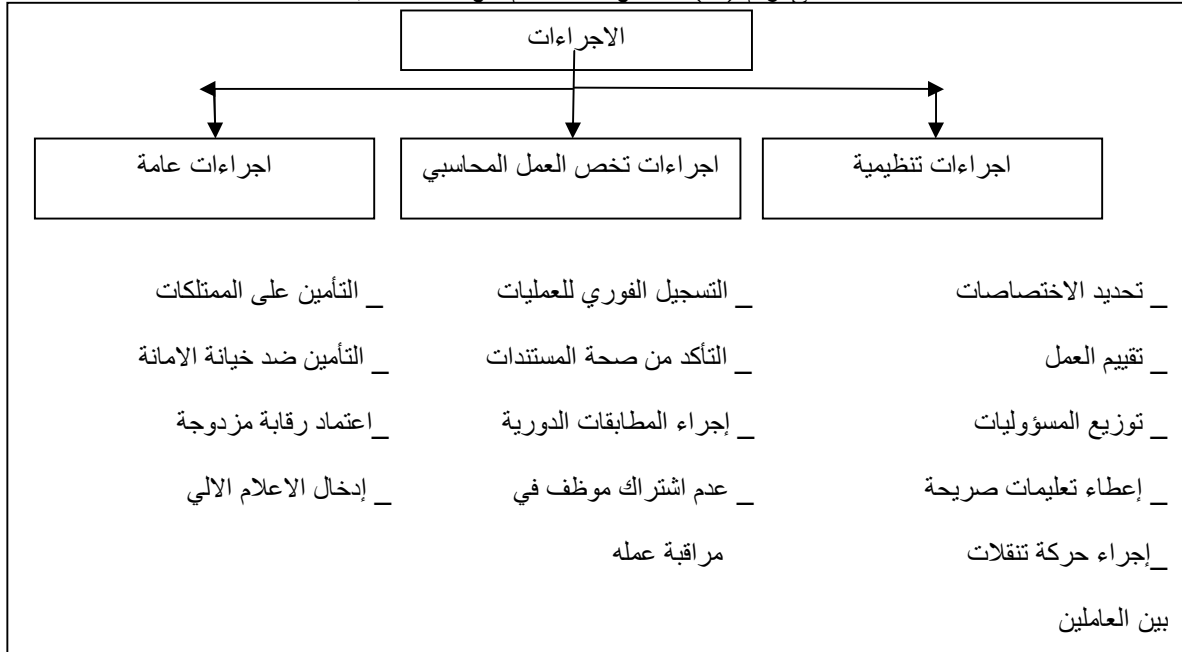 الاجراءات
اجراءات تنظيمية
اجراءات تخص العمل المحاسبي
اجراءات عامة
_ تحديد الاختصاصات
_ تقييم العمل
_ توزيع المسؤوليات
_ إعطاء تعليمات صريحة
_إجراء حركة تنقلات
بين العاملين
_ التسجيل الفوري للعمليات
_ التأكد من صحة المستندات
_ إجراء المطابقات الدورية
_ عدم اشتراك موظف في
مراقبة عمله
_ التأمين على الممتلكات
_ التأمين ضد خيانة الامانة
_اعتماد رقابة مزدوجة
_ إدخال الاعلام الالي